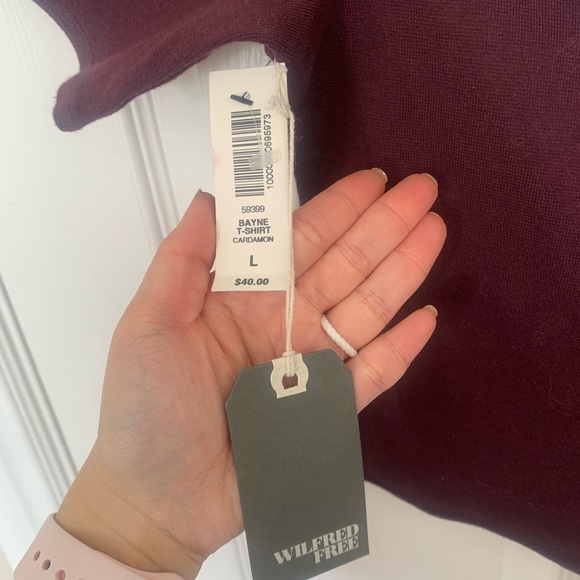 59399
BAYNE
T-SHIRT
CARDAMON
L
$40.00
WILFRED
FREE